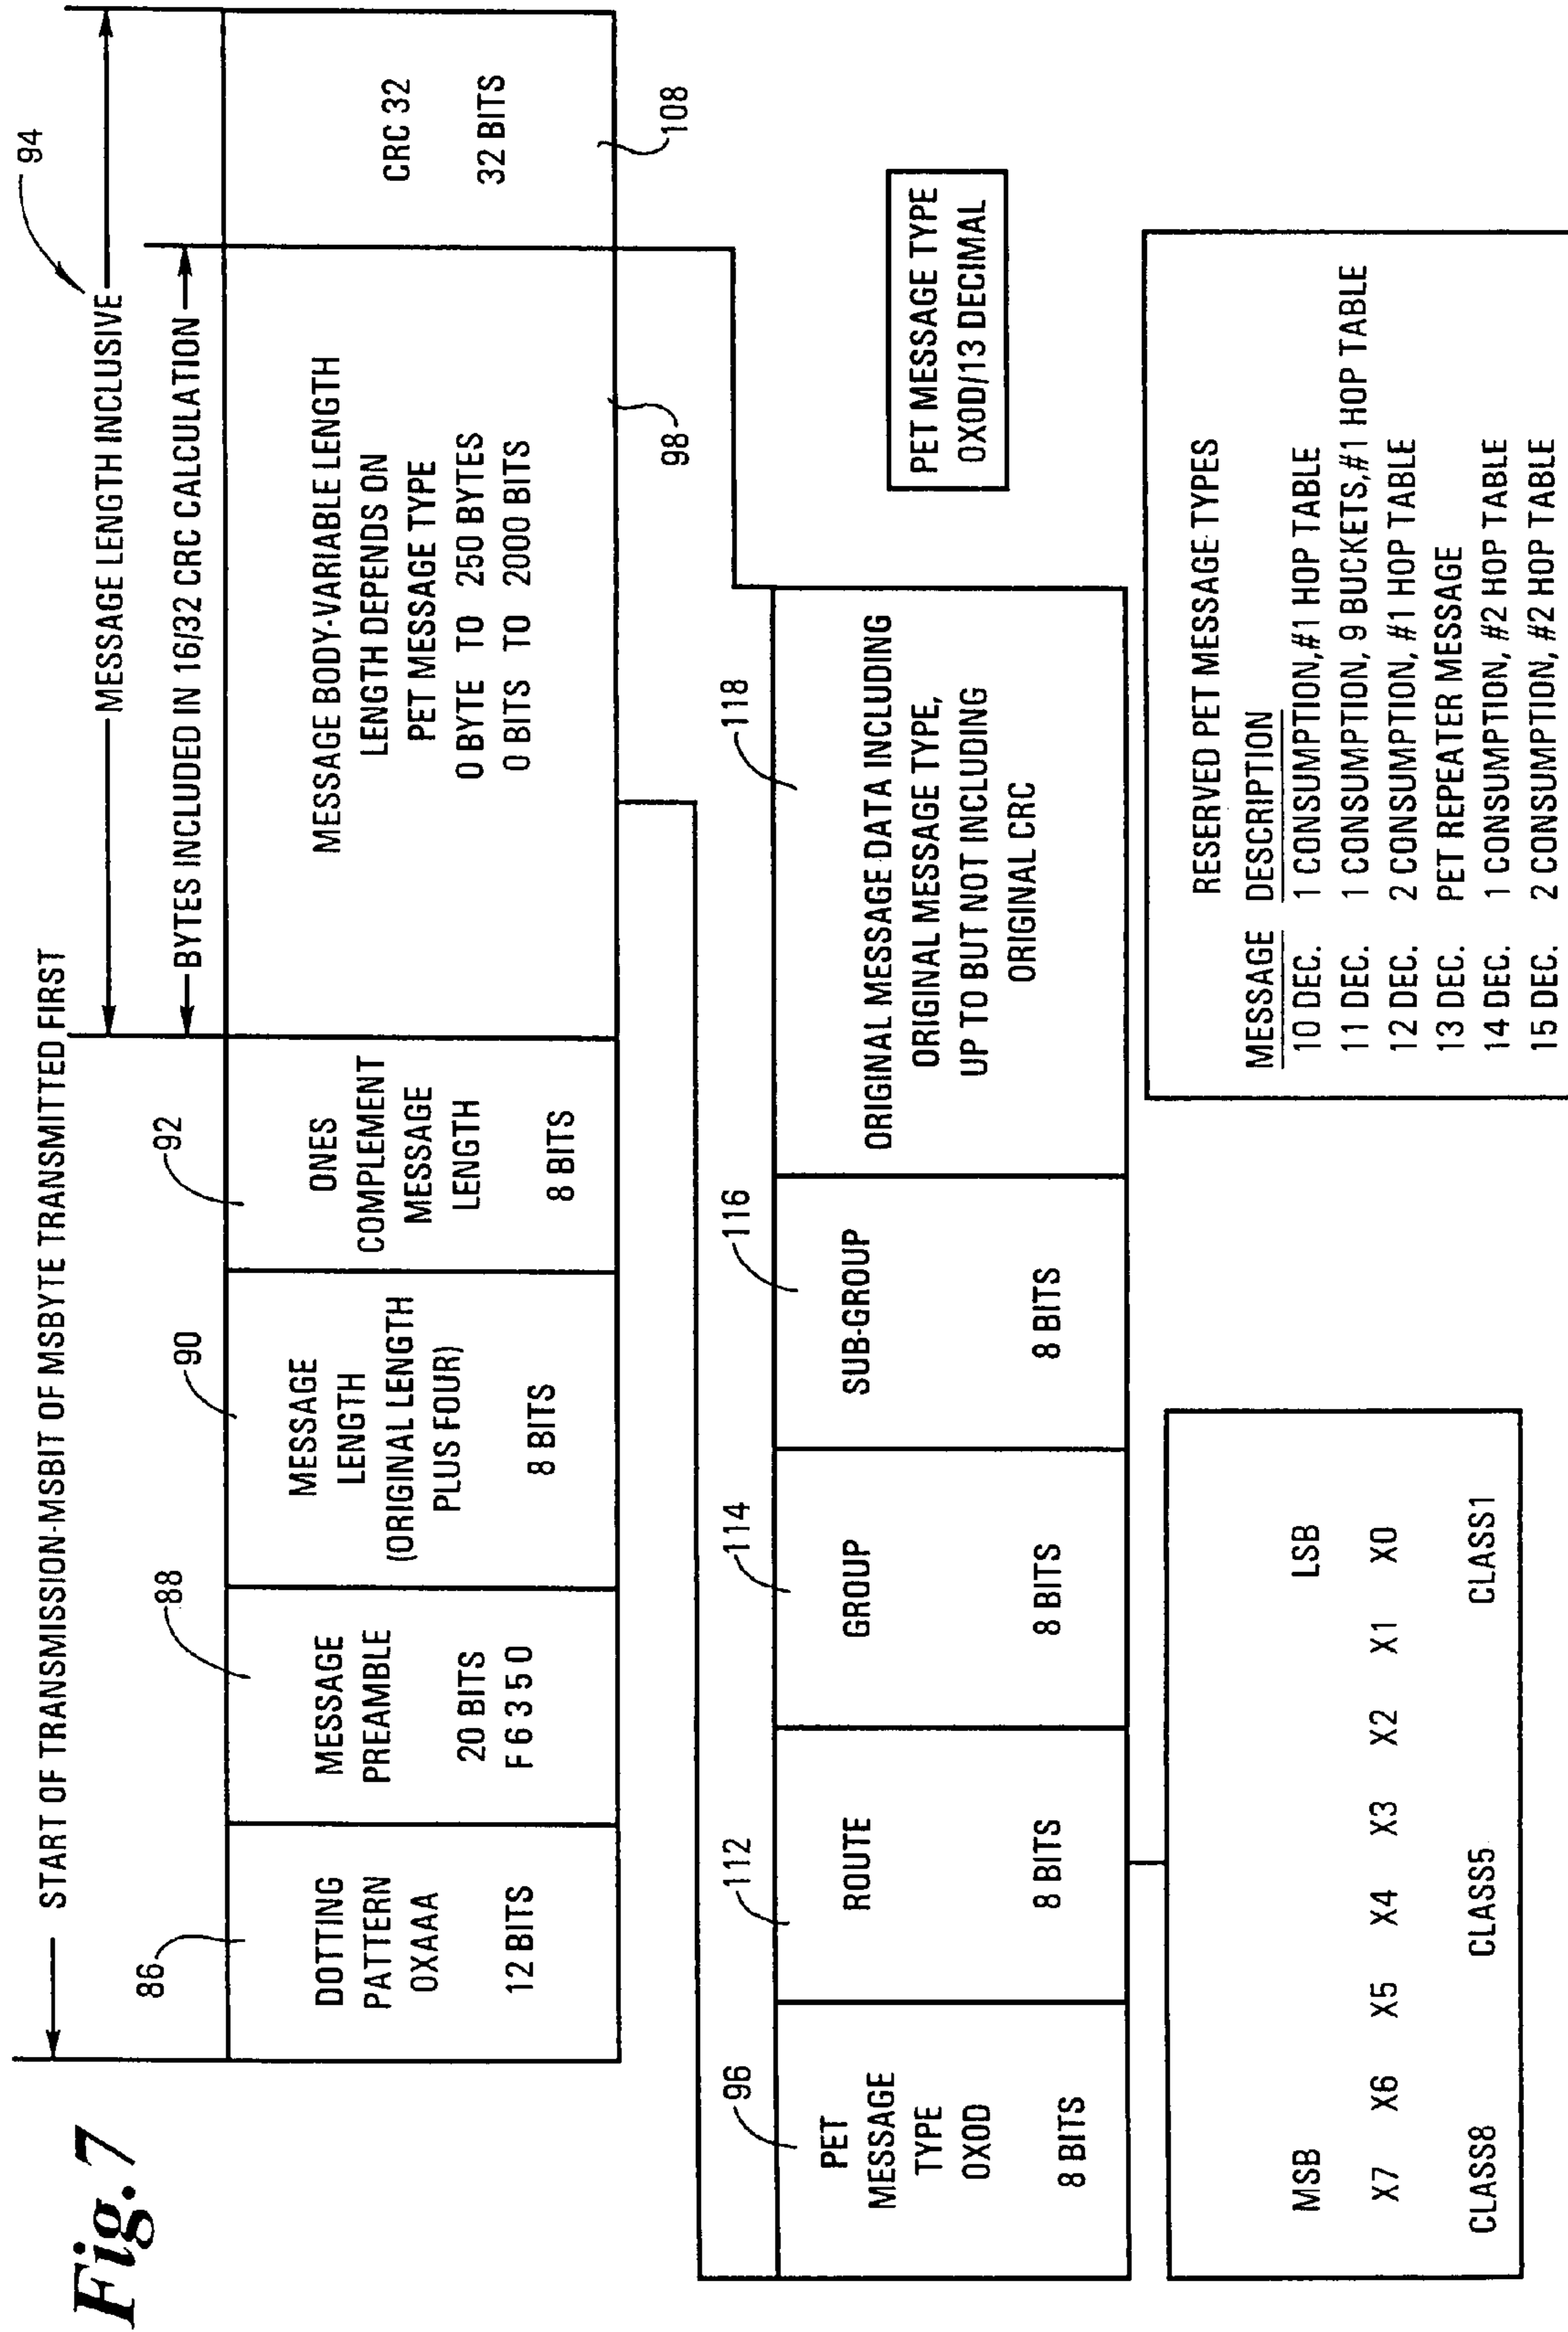 Fig. 7
START OF TRANSMISSION-MSBIT OF MSBYTE TRANSMITTED FIRST
94
MESSAGE LENGTH INCLUSIVE
BYTES INCLUDED IN 16/32 CRC CALCULATION
86
DOTTING
PATTERN
0XAAA
12 BITS
88
MESSAGE
PREAMBLE
20 BITS
F 6 3 5 0
90
MESSAGE
LENGTH
(ORIGINAL LENGTH
PLUS FOUR)
8 BITS
92
ONES
COMPLEMENT
MESSAGE
LENGTH
8 BITS
MESSAGE BODY-VARIABLE LENGTH
LENGTH DEPENDS ON
PET MESSAGE TYPE
0 BYTE TO 250 BYTES
0 BITS TO 2000 BITS
98
CRC 32
32 BITS
108
96
PET
MESSAGE
TYPE
0X0D
8 BITS
112
ROUTE
8 BITS
114
GROUP
8 BITS
116
SUB-GROUP
8 BITS
118
ORIGINAL MESSAGE DATA INCLUDING
ORIGINAL MESSAGE TYPE,
UP TO BUT NOT INCLUDING
ORIGINAL CRC
PET MESSAGE TYPE
0X0D/13 DECIMAL
MSB LSB
X7 X6 X5 X4 X3 X2 X1 X0
CLASS8 CLASS5 CLASS1
RESERVED PET MESSAGE TYPES
MESSAGE DESCRIPTION
10 DEC. 1 CONSUMPTION,#1 HOP TABLE
11 DEC. 1 CONSUMPTION, 9 BUCKETS,#1 HOP TABLE
12 DEC. 2 CONSUMPTION, #1 HOP TABLE
13 DEC. PET REPEATER MESSAGE
14 DEC. 1 CONSUMPTION, #2 HOP TABLE
15 DEC. 2 CONSUMPTION, #2 HOP TABLE